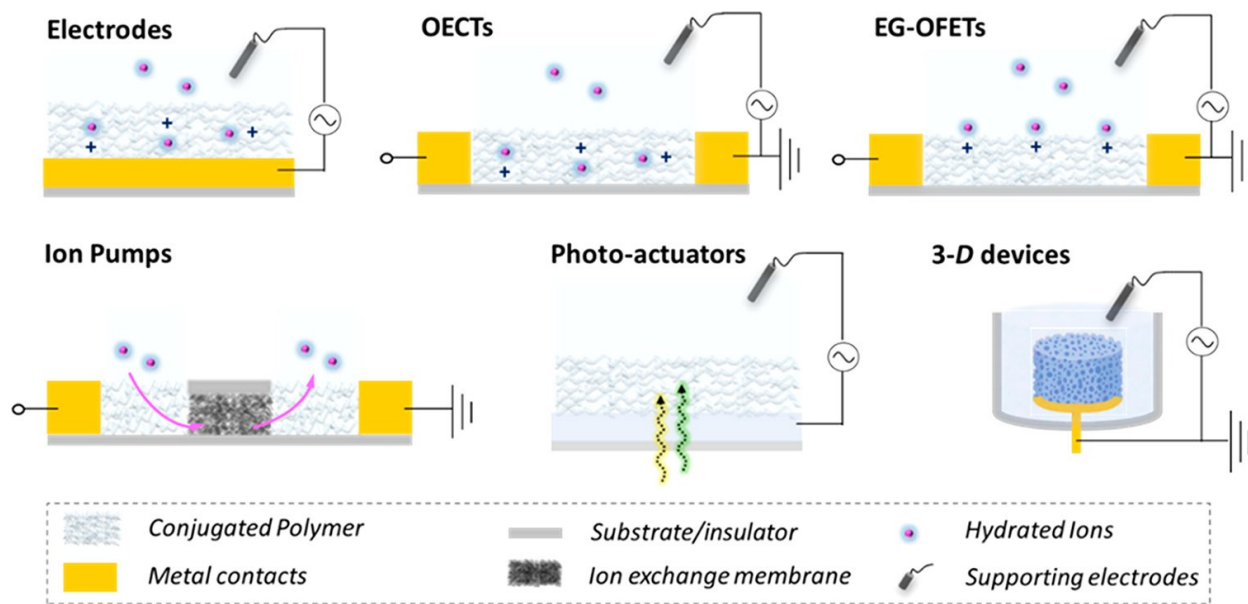 Electrodes
OECTs
EG-OFETs
+
+
+
+
+
+
+
+
+
Ion Pumps
Photo-actuators
3-D devices
Conjugated Polymer
Substrate/insulator
Hydrated Ions
Metal contacts
Ion exchange membrane
Supporting electrodes